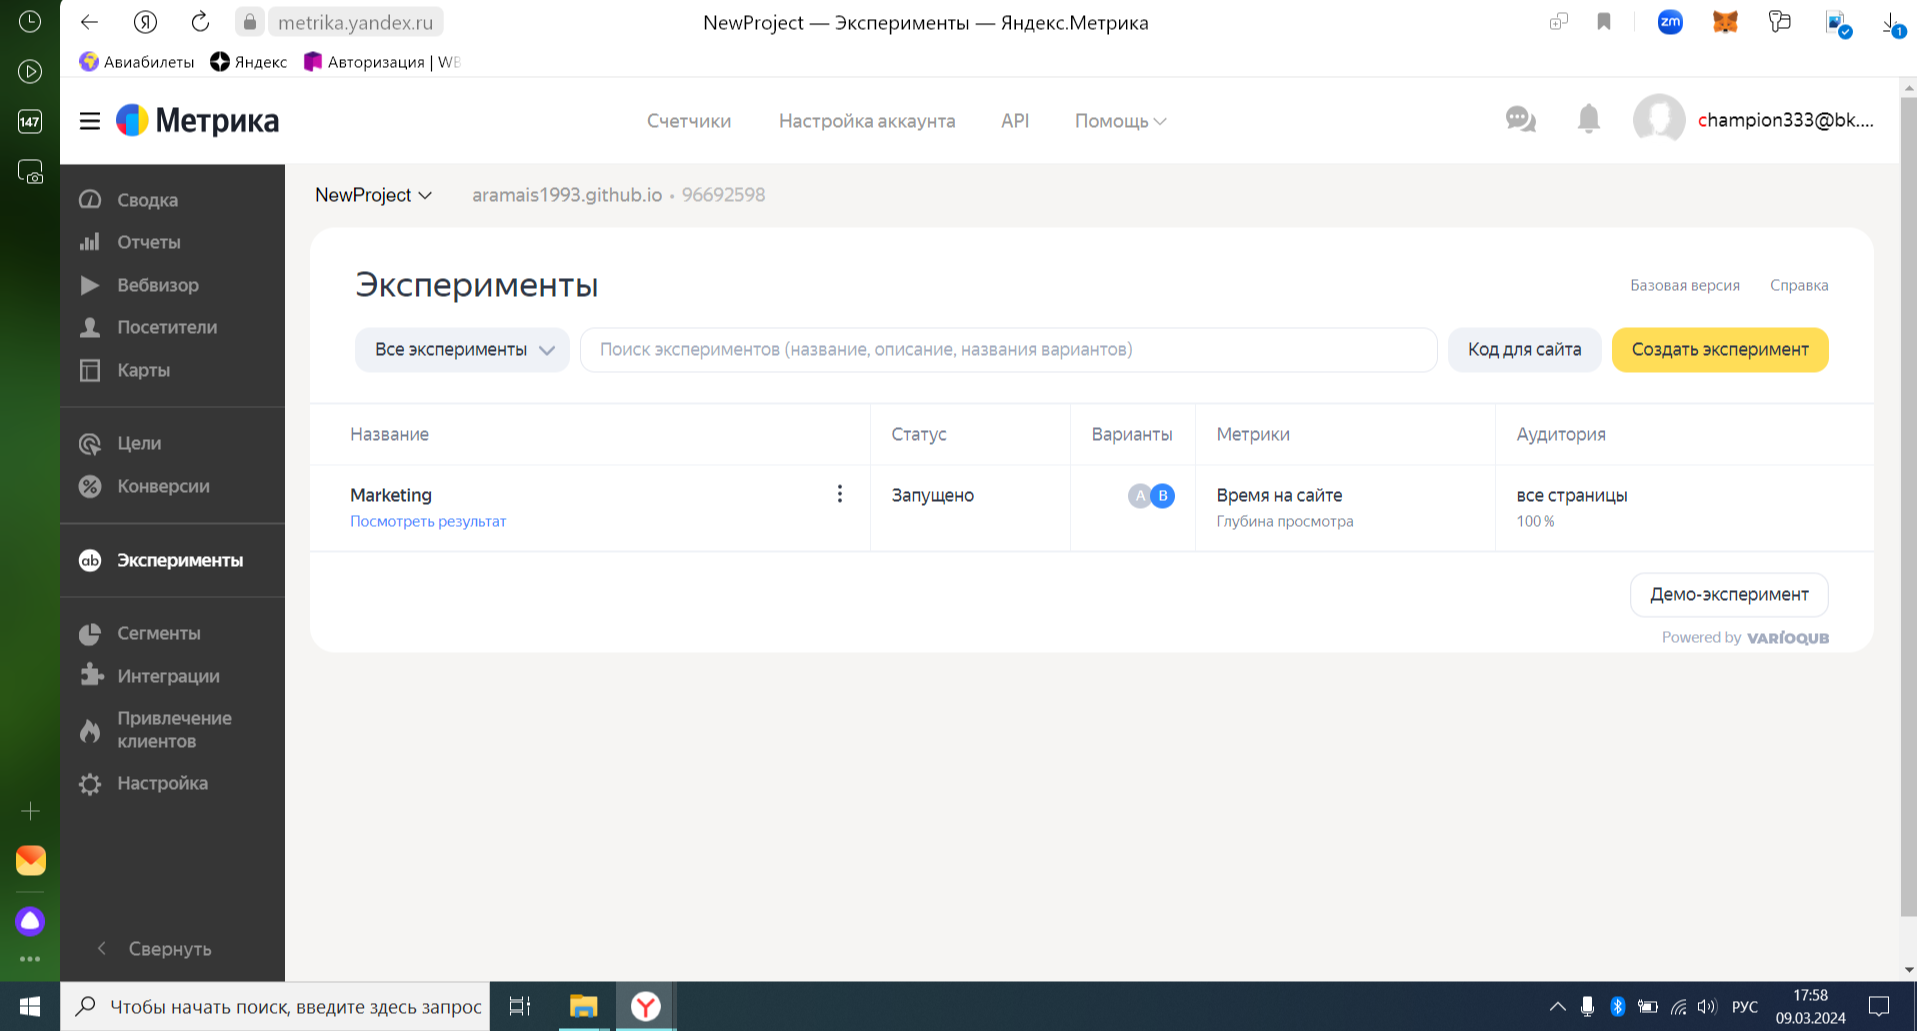 metrika.yandex.ru
NewProject — Эксперименты — Яндекс.Метрика
zm
1
Авиабилеты
Яндекс
Авторизация | WB
147
Метрика
Счетчики
Настройка аккаунта
API
Помощь
champion333@bk....
NewProject
aramais1993.github.io • 96692598
Сводка
Отчеты
Вебвизор
Посетители
Карты
Цели
Конверсии
ab Эксперименты
Сегменты
Интеграции
Привлечение
клиентов
Настройка
Свернуть
Эксперименты
Базовая версия
Справка
Все эксперименты
Поиск экспериментов (название, описание, названия вариантов)
Код для сайта
Создать эксперимент
Название
Статус
Варианты
Метрики
Аудитория
Marketing
Запущено
A B
Время на сайте
все страницы
Посмотреть результат
Глубина просмотра
100 %
Демо-эксперимент
Powered by VARIOQUB
Чтобы начать поиск, введите здесь запрос
РУС
17:58
09.03.2024